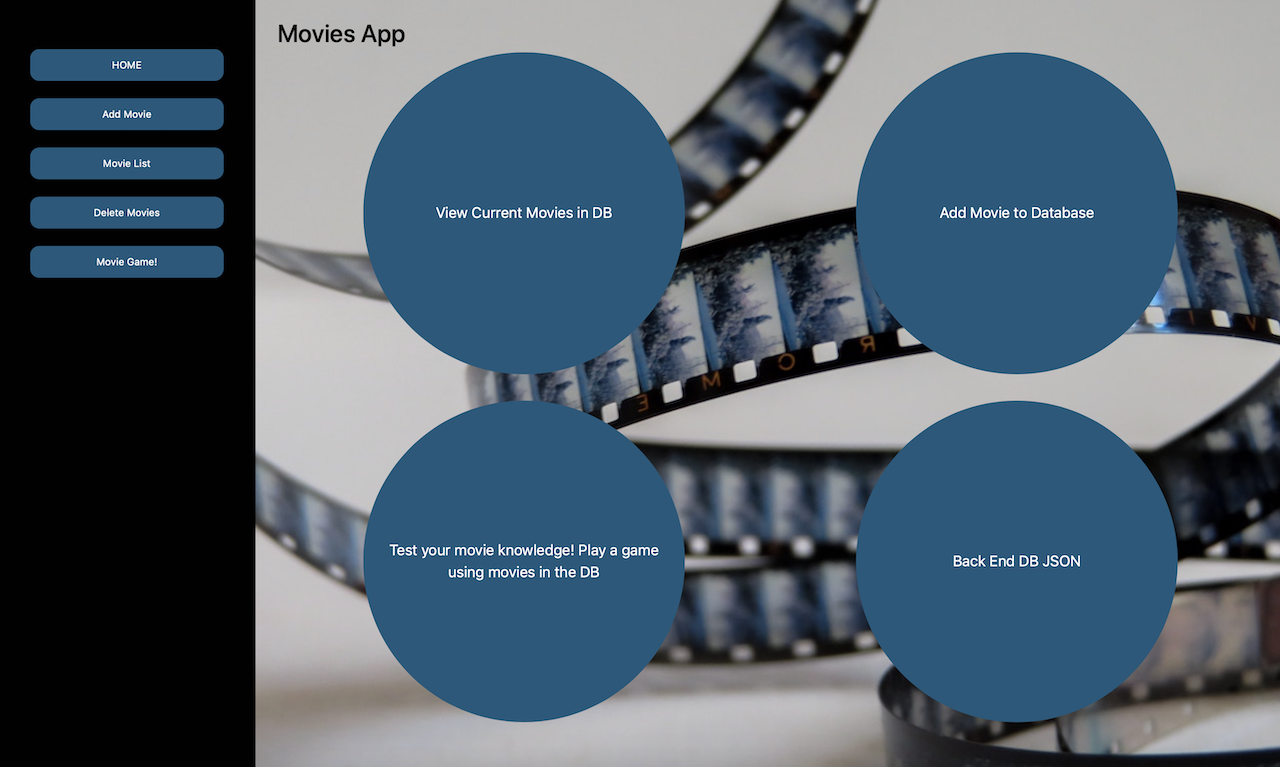 HOME
Add Movie
Movie List
Delete Movies
Movie Game!
Movies App
View Current Movies in DB
Add Movie to Database
Test your movie knowledge! Play a game
using movies in the DB
Back End DB JSON